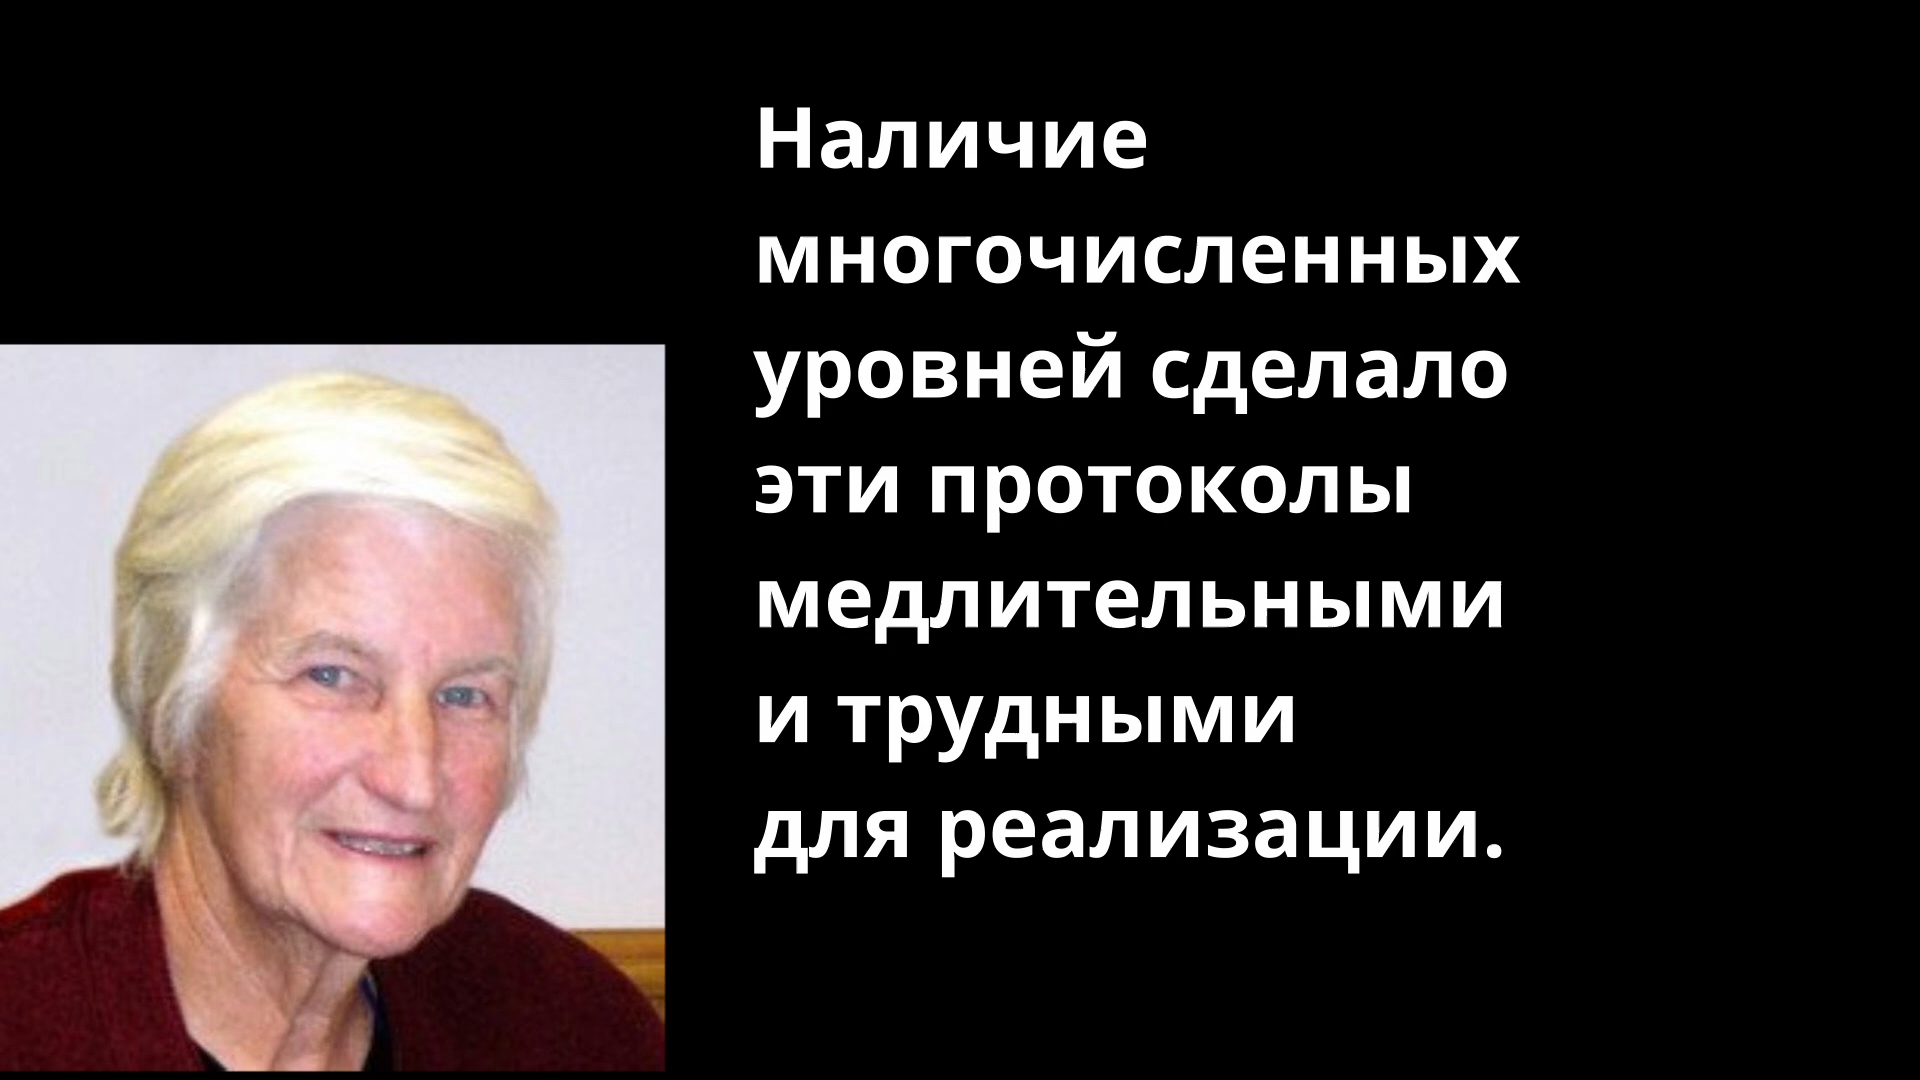 Наличие
многочисленных
уровней сделало
эти протоколы
медлительными
и трудными
для реализации.